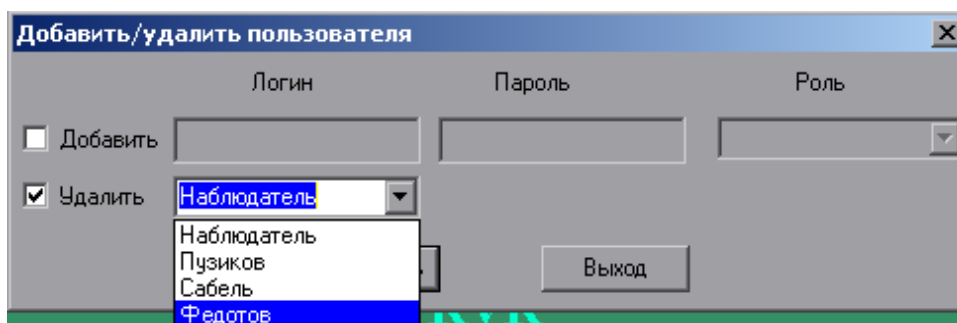 Добавить/удалить пользователя
Логин Пароль Роль
Добавить
Удалить Наблюдатель
Наблюдатель
Пузиков
Выход
Сабель
Федотов